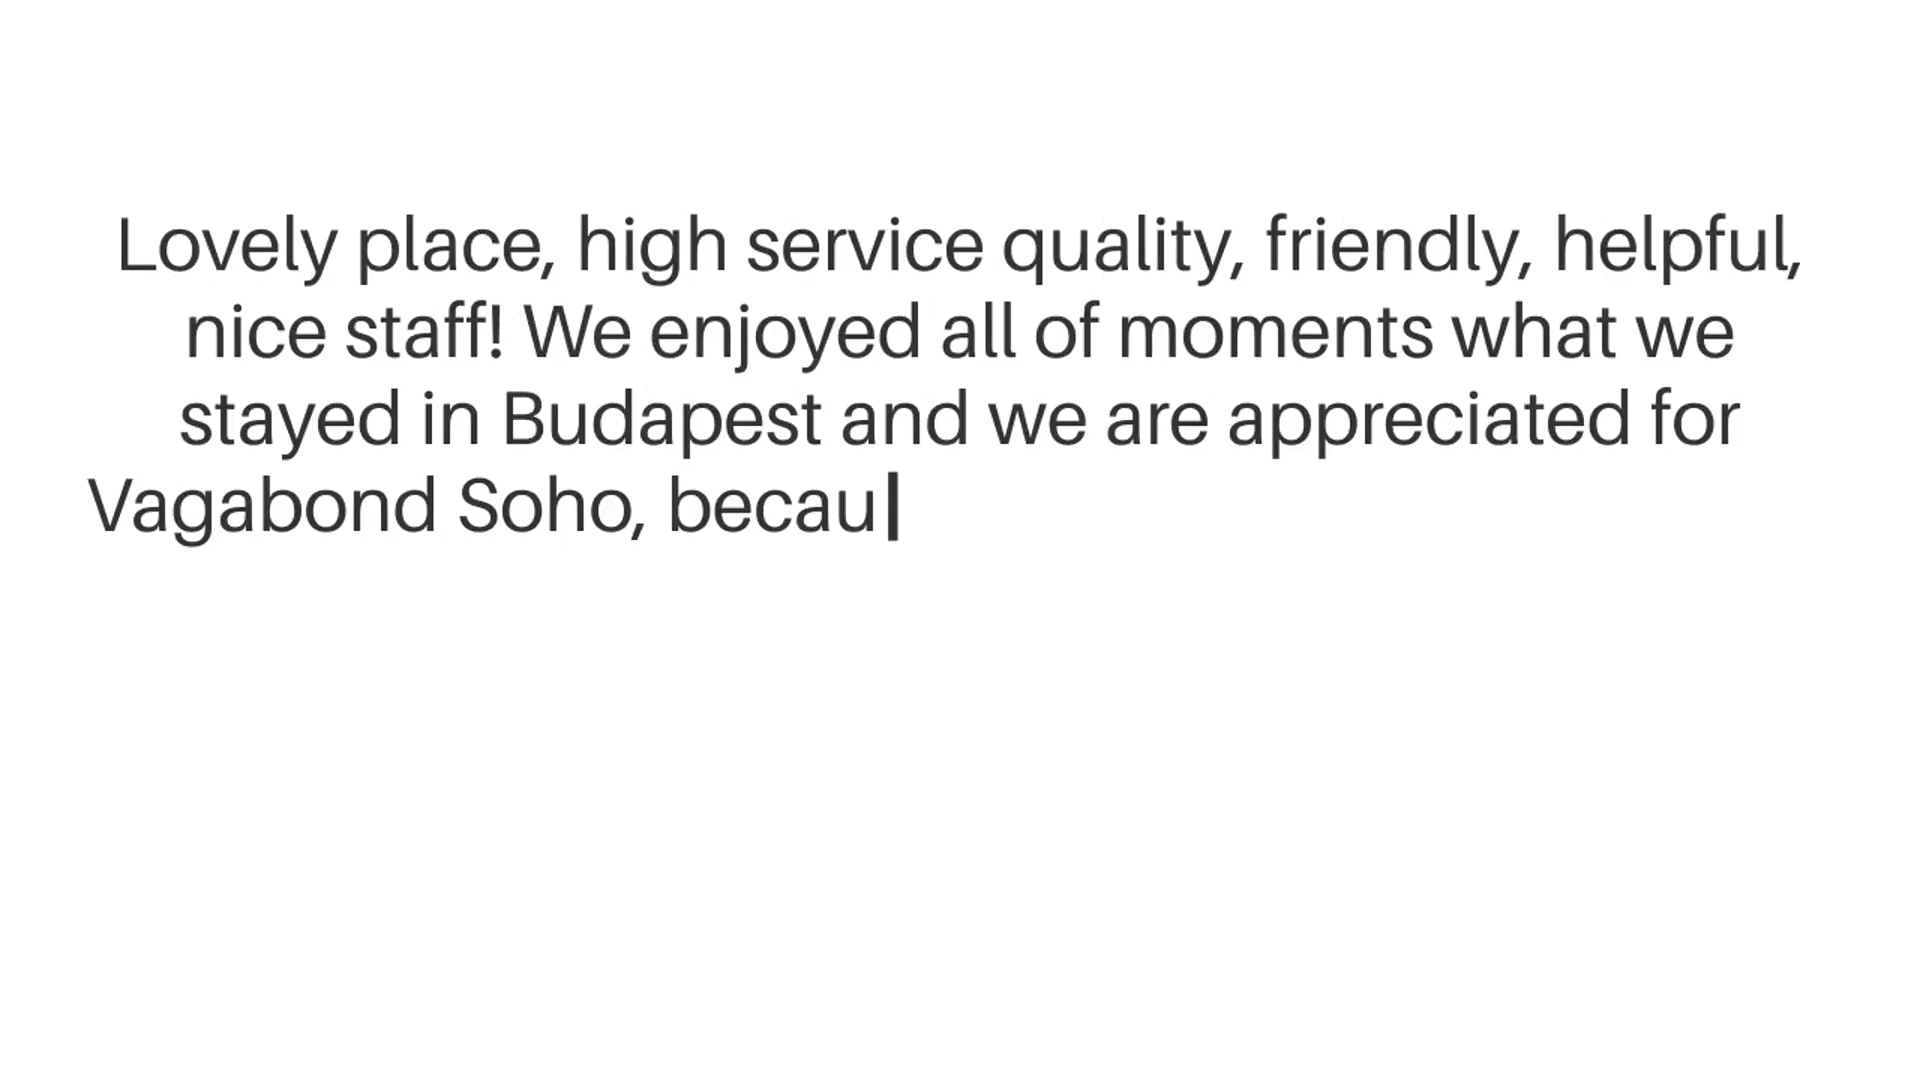 Lovely place, high service quality, friendly, helpful,
nice staff! We enjoyed all of moments what we
stayed in Budapest and we are appreciated for
Vagabond Soho, becau